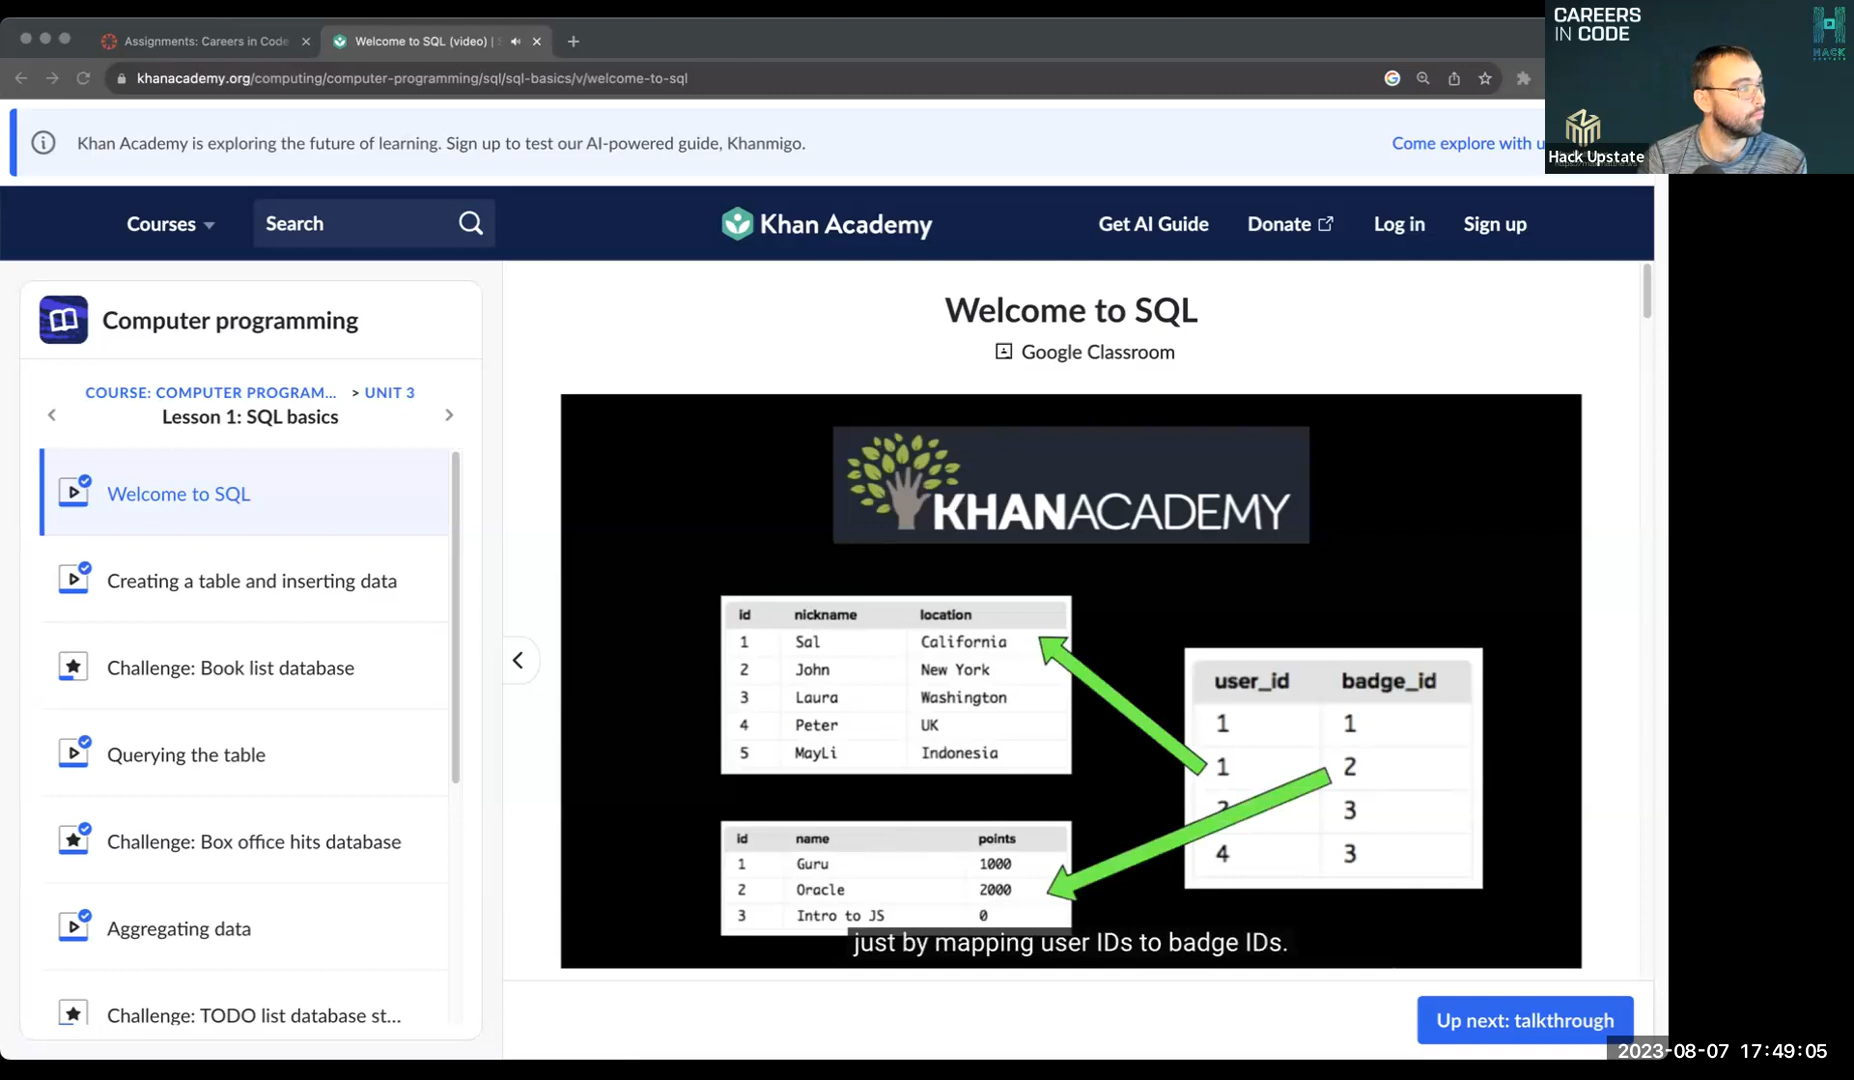 Assignments: Careers in Code
Welcome to SQL (video) |
khanacademy.org/computing/computer-programming/sql/sql-basics/v/welcome-to-sql
CAREERS
IN CODE
HACK
UPSTATE
Hack Upstate
Khan Academy is exploring the future of learning. Sign up to test our AI-powered guide, Khanmigo.
Come explore with u
Courses
Search
Khan Academy
Get AI Guide
Donate
Log in
Sign up
Computer programming
COURSE: COMPUTER PROGRAM... > UNIT 3
Lesson 1: SQL basics
Welcome to SQL
Creating a table and inserting data
Challenge: Book list database
Querying the table
Challenge: Box office hits database
Aggregating data
Challenge: TODO list database st...
Welcome to SQL
Google Classroom
KHANACADEMY
id nickname location
1 Sal California
2 John New York
3 Laura Washington
4 Peter UK
5 MayLi Indonesia
user_id badge_id
1 1
1 2
3
4 3
id name points
1 Guru 1000
2 Oracle 2000
3 Intro to JS 0
just by mapping user IDs to badge IDs.
Up next: talkthrough
2023-08-07 17:49:05